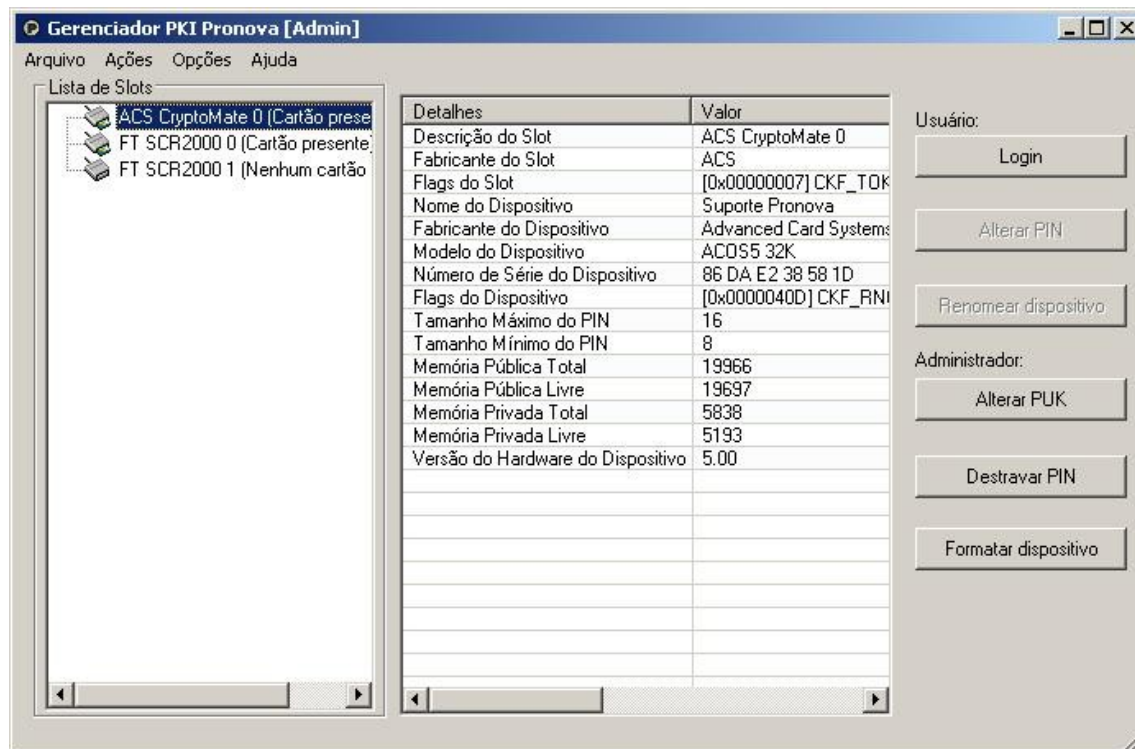 Gerenciador PKI Pronova [Admin]
Arquivo Ações Opções Ajuda
Lista de Slots
ACS CryptoMate 0 (Cartão prese
FT SCR2000 0 (Cartão presente)
FT SCR2000 1 (Nenhum cartão
Detalhes Valor
Descrição do Slot ACS CryptoMate 0
Fabricante do Slot ACS
Flags do Slot [0x00000007] CKF_TOK
Nome do Dispositivo Suporte Pronova
Fabricante do Dispositivo Advanced Card Systems
Modelo do Dispositivo ACOS5 32K
Número de Série do Dispositivo 86 DA E2 38 58 1D
Flags do Dispositivo [0x0000040D] CKF_RN
Tamanho Máximo do PIN 16
Tamanho Mínimo do PIN 8
Memória Pública Total 19966
Memória Pública Livre 19697
Memória Privada Total 5838
Memória Privada Livre 5193
Versão do Hardware do Dispositivo 5.00
Usuário:
Login
Alterar PIN
Renomear dispositivo
Administrador:
Alterar PUK
Destravar PIN
Formatar dispositivo